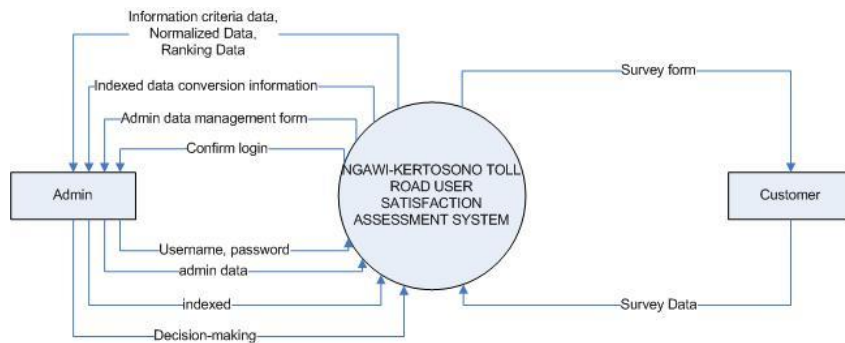 Information criteria data,
Normalized Data,
Ranking Data
Indexed data conversion information
Admin data management form
Confirm login
Admin
Username, password
admin data
indexed
Decision-making
NGAWI-KERTOSONO TOLL
ROAD USER
SATISFACTION
ASSESSMENT SYSTEM
Survey form
Customer
Survey Data